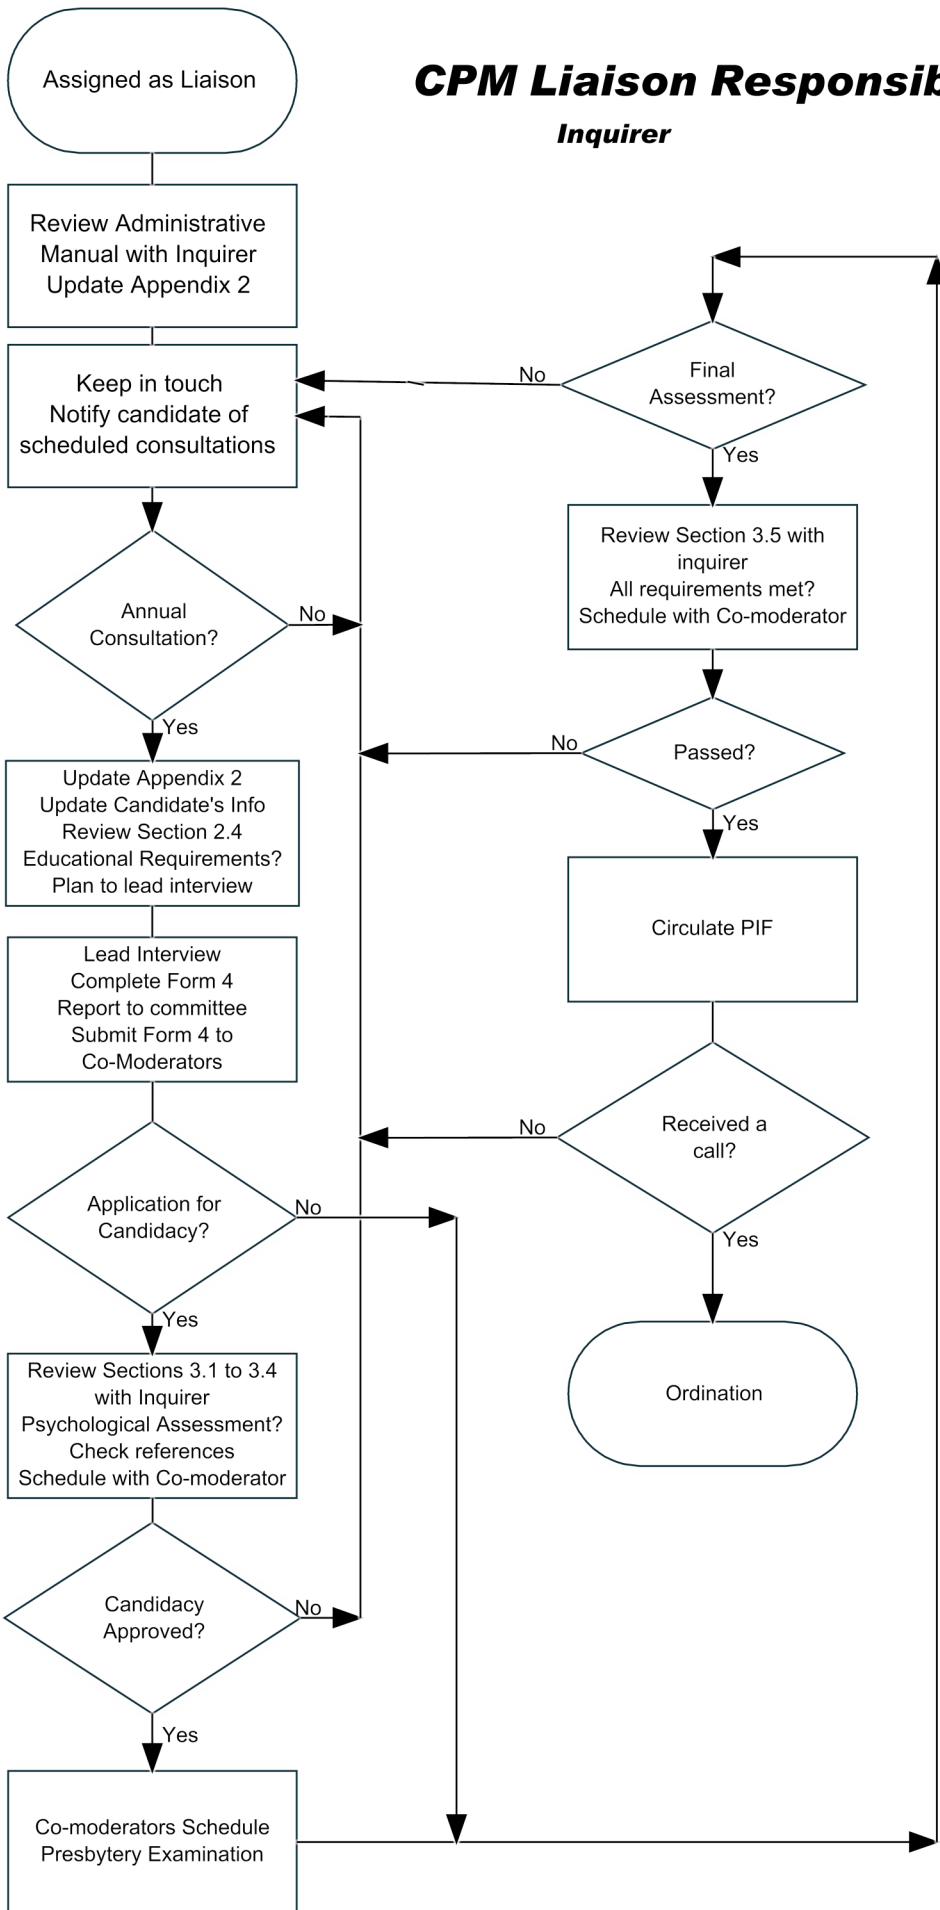 CPM Liaison Responsib
Inquirer
Assigned as Liaison
Review Administrative
Manual with Inquirer
Update Appendix 2
Keep in touch
Notify candidate of
scheduled consultations
Annual
Consultation?
No
Yes
Update Appendix 2
Update Candidate's Info
Review Section 2.4
Educational Requirements?
Plan to lead interview
Lead Interview
Complete Form 4
Report to committee
Submit Form 4 to
Co-Moderators
Application for
Candidacy?
No
Yes
Review Sections 3.1 to 3.4
with Inquirer
Psychological Assessment?
Check references
Schedule with Co-moderator
Candidacy
Approved?
No
Yes
Co-moderators Schedule
Presbytery Examination
Final
Assessment?
No
Yes
Review Section 3.5 with
inquirer
All requirements met?
Schedule with Co-moderator
Passed?
No
Yes
Circulate PIF
Received a
call?
No
Yes
Ordination